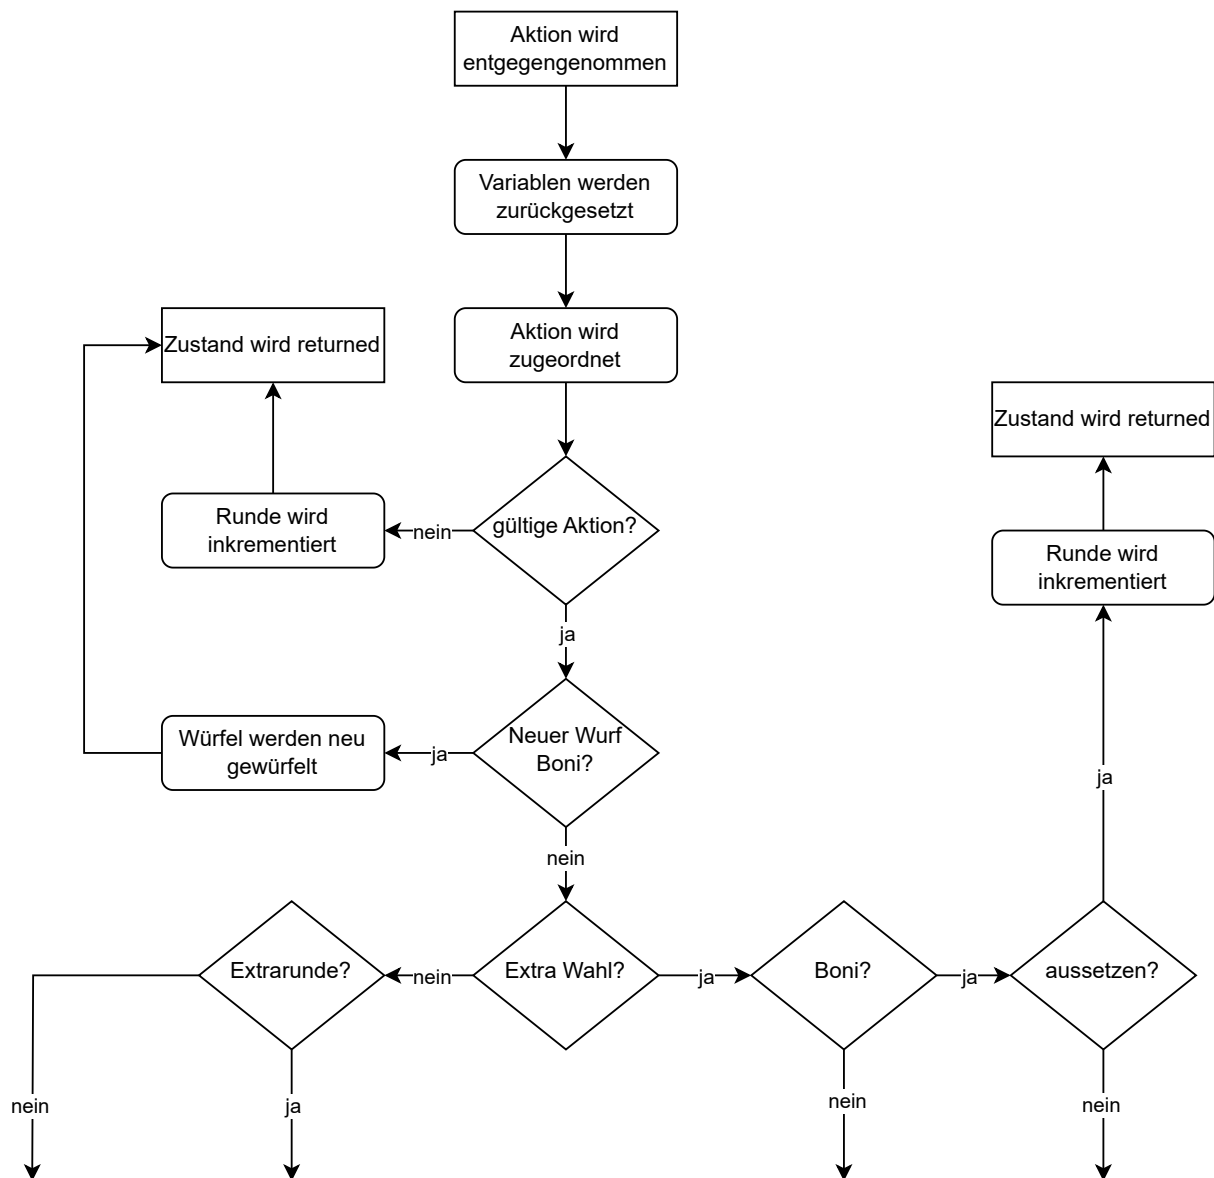 Aktion wird
entgegengenommen
Variablen werden
zurückgesetzt
Zustand wird returned
Aktion wird
zugeordnet
Zustand wird returned
Runde wird
inkrementiert
nein
gültige Aktion?
Runde wird
inkrementiert
ja
Würfel werden neu
gewürfelt
ja
Neuer Wurf
Boni?
ja
nein
Extrarunde?
nein
Extra Wahl?
ja
Boni?
ja
aussetzen?
nein
ja
nein
nein